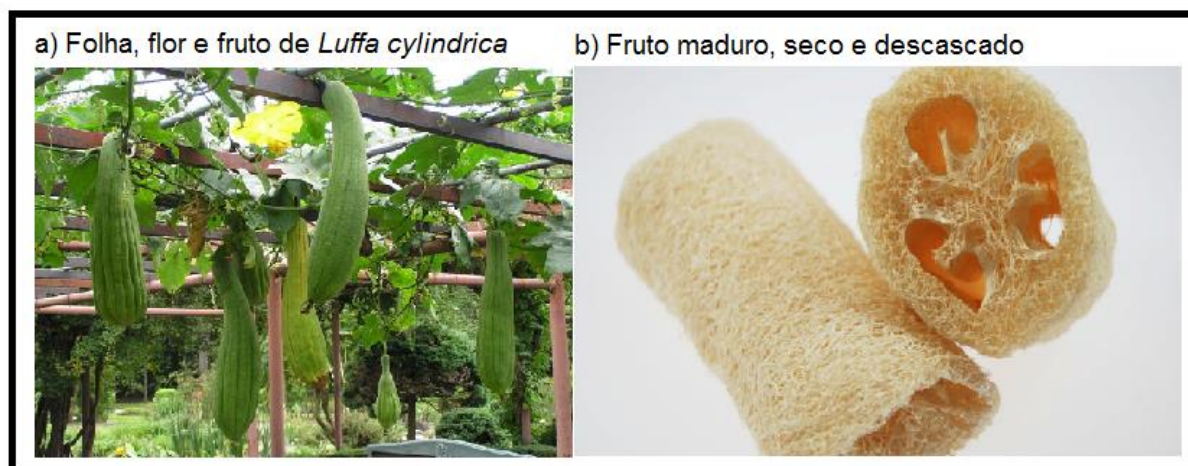 a) Folha, flor e fruto de Luffa cylindrica
b) Fruto maduro, seco e descascado